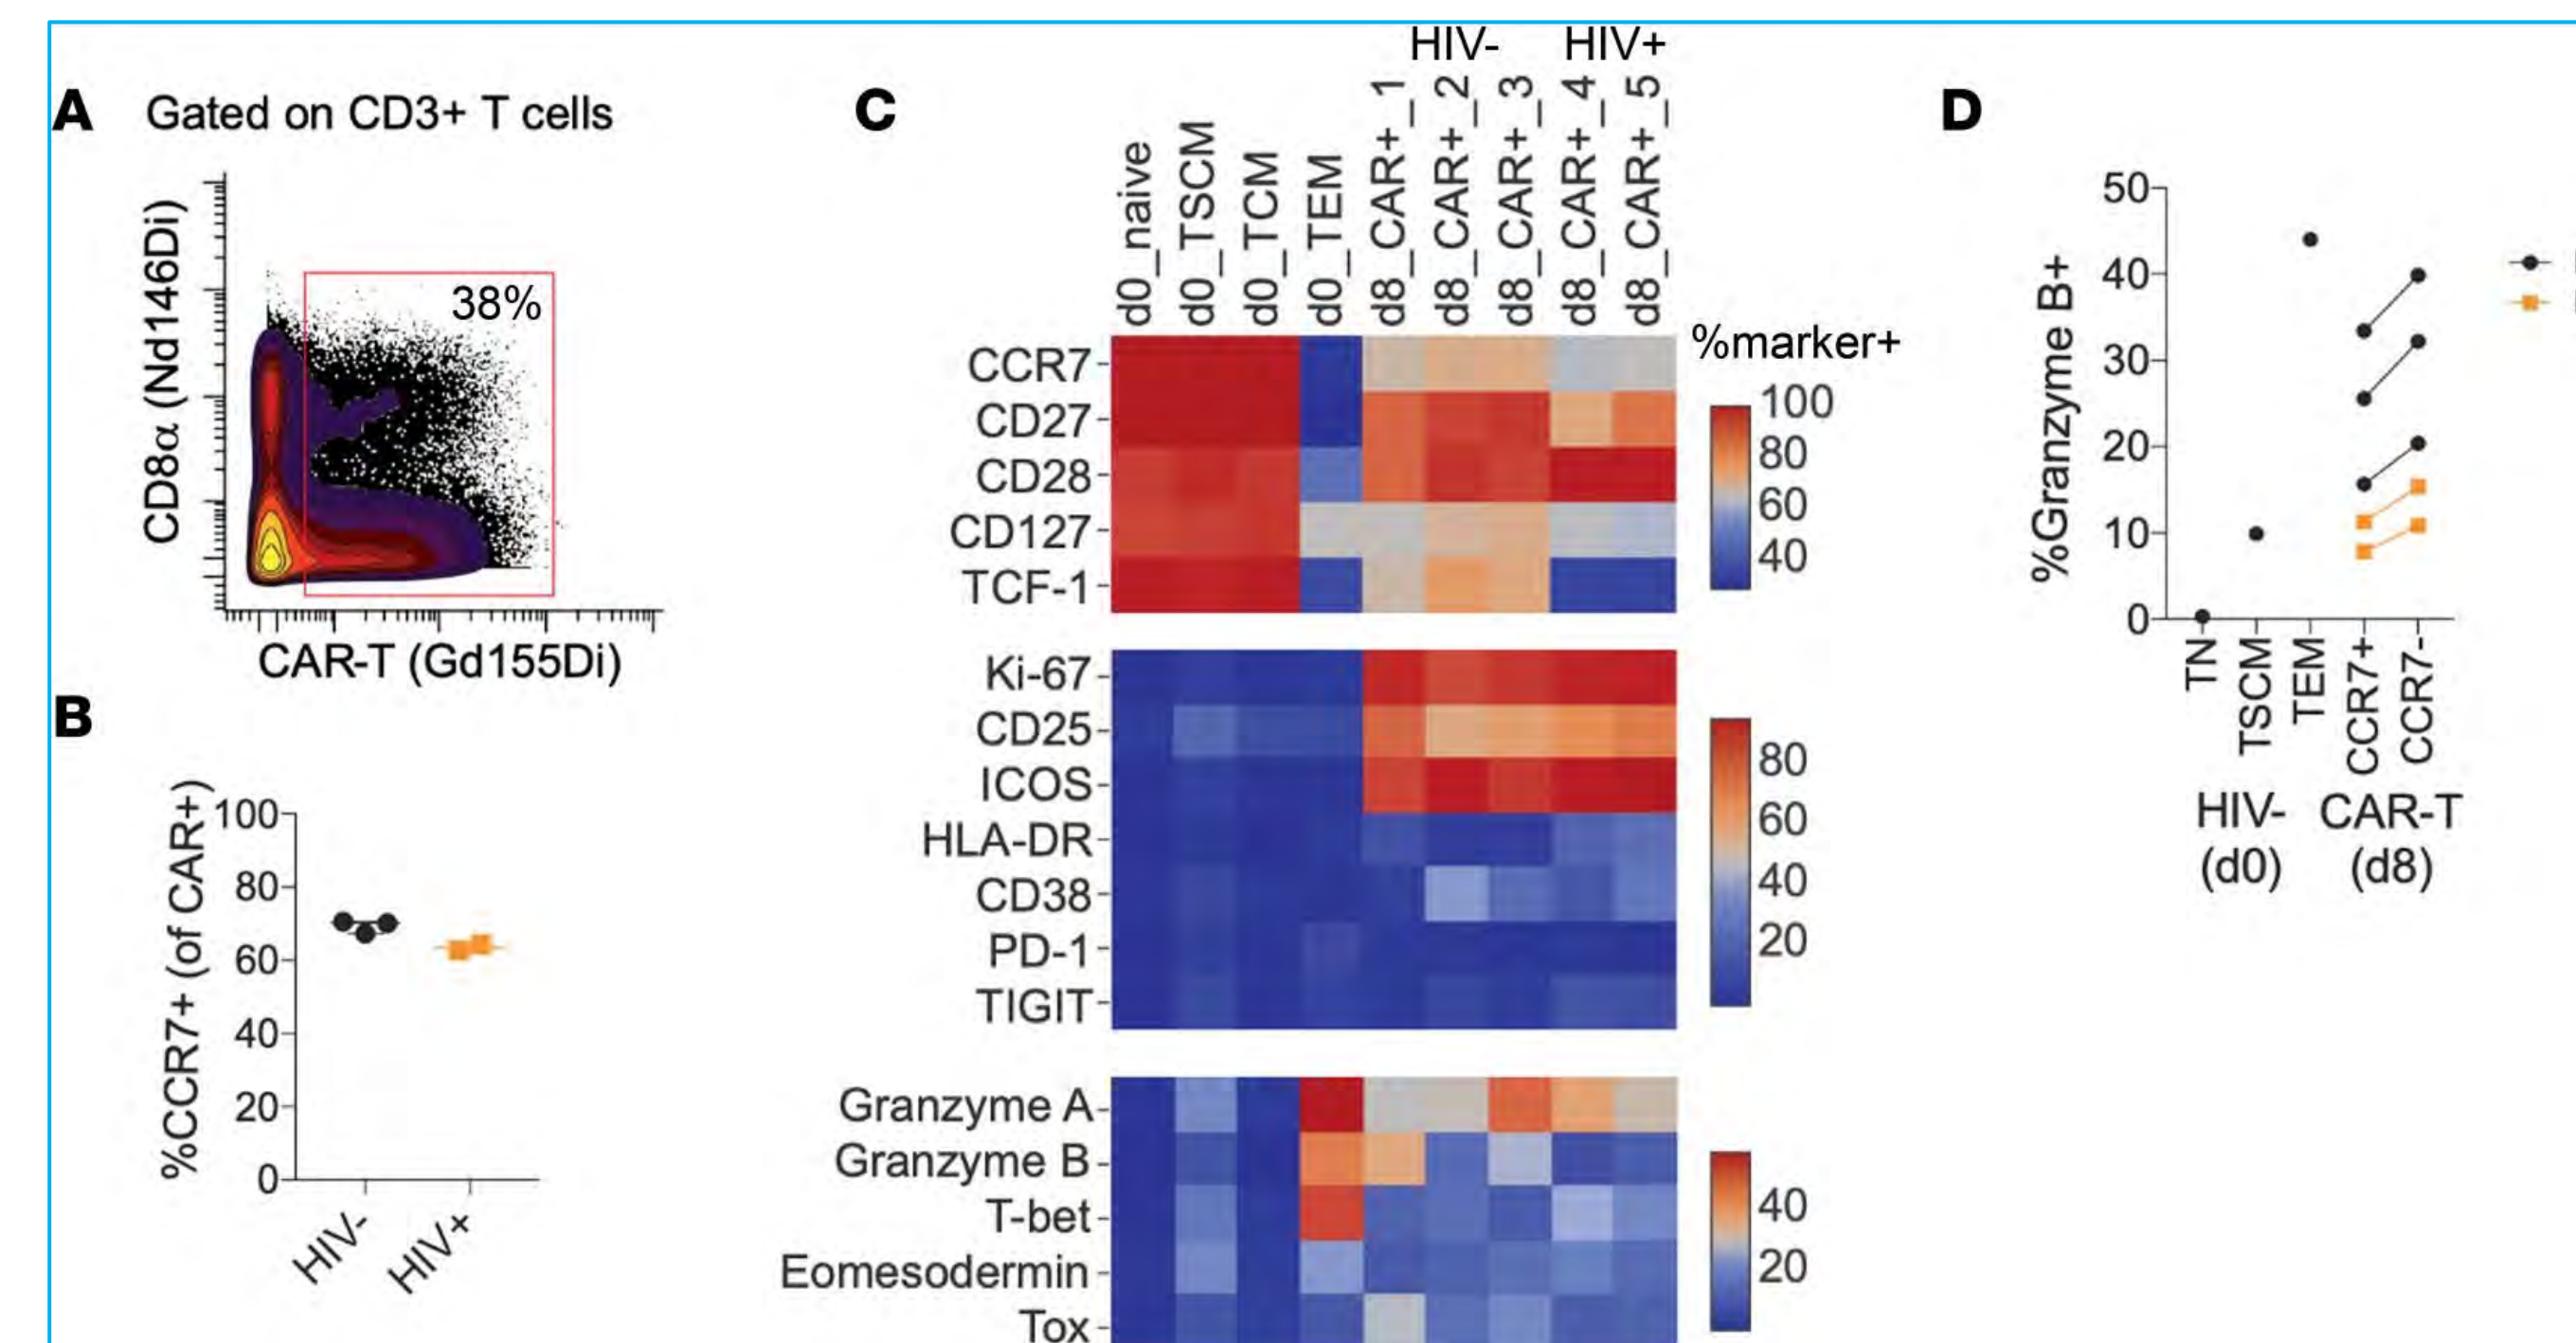 A
Gated on CD3+ T cells
CD8α (Nd146Di)
38%
CAR-T (Gd155Di)
B
%CCR7+ (of CAR+)
100
80
60
40
20
0
HIV-
HIV+
C
HIV- HIV+
d0_naive
d0_TSCM
d0_TCM
d0_TEM
d8_CAR+_1
d8_CAR+_2
d8_CAR+_3
d8_CAR+_4
d8_CAR+_5
CCR7
CD27
CD28
CD127
TCF-1
%marker+
100
80
60
40
Ki-67
CD25
ICOS
HLA-DR
CD38
PD-1
TIGIT
80
60
40
20
Granzyme A
Granzyme B
T-bet
Eomesodermin
Tox
40
20
D
%Granzyme B+
50
40
30
20
10
0
TN
TSCM
TEM
CCR7+
CCR7-
HIV- CAR-T
(d0) (d8)